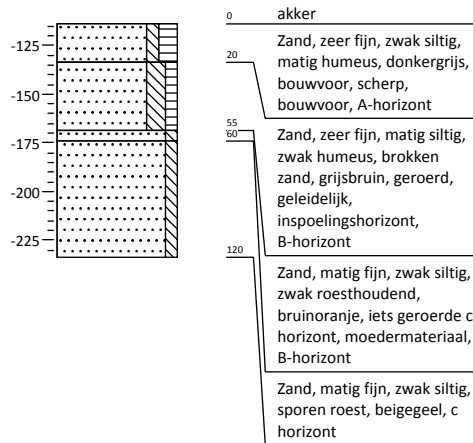 0
akker
-125
Zand, zeer fijn, zwak siltig,
matig humeus, donkergrijs,
bouwvoor, scherp,
bouwvoor, A-horizont
20
-150
-175
55
60
Zand, zeer fijn, matig siltig,
zwak humeus, brokken
zand, grijsbruin, geroerd,
geleidelijk,
inspoelingshorizont,
B-horizont
-200
-225
120
Zand, matig fijn, zwak siltig,
zwak roesthoudend,
bruinoranje, iets geroerde c
horizont, moedermateriaal,
B-horizont
Zand, matig fijn, zwak siltig,
sporen roest, beigegeel, c
horizont